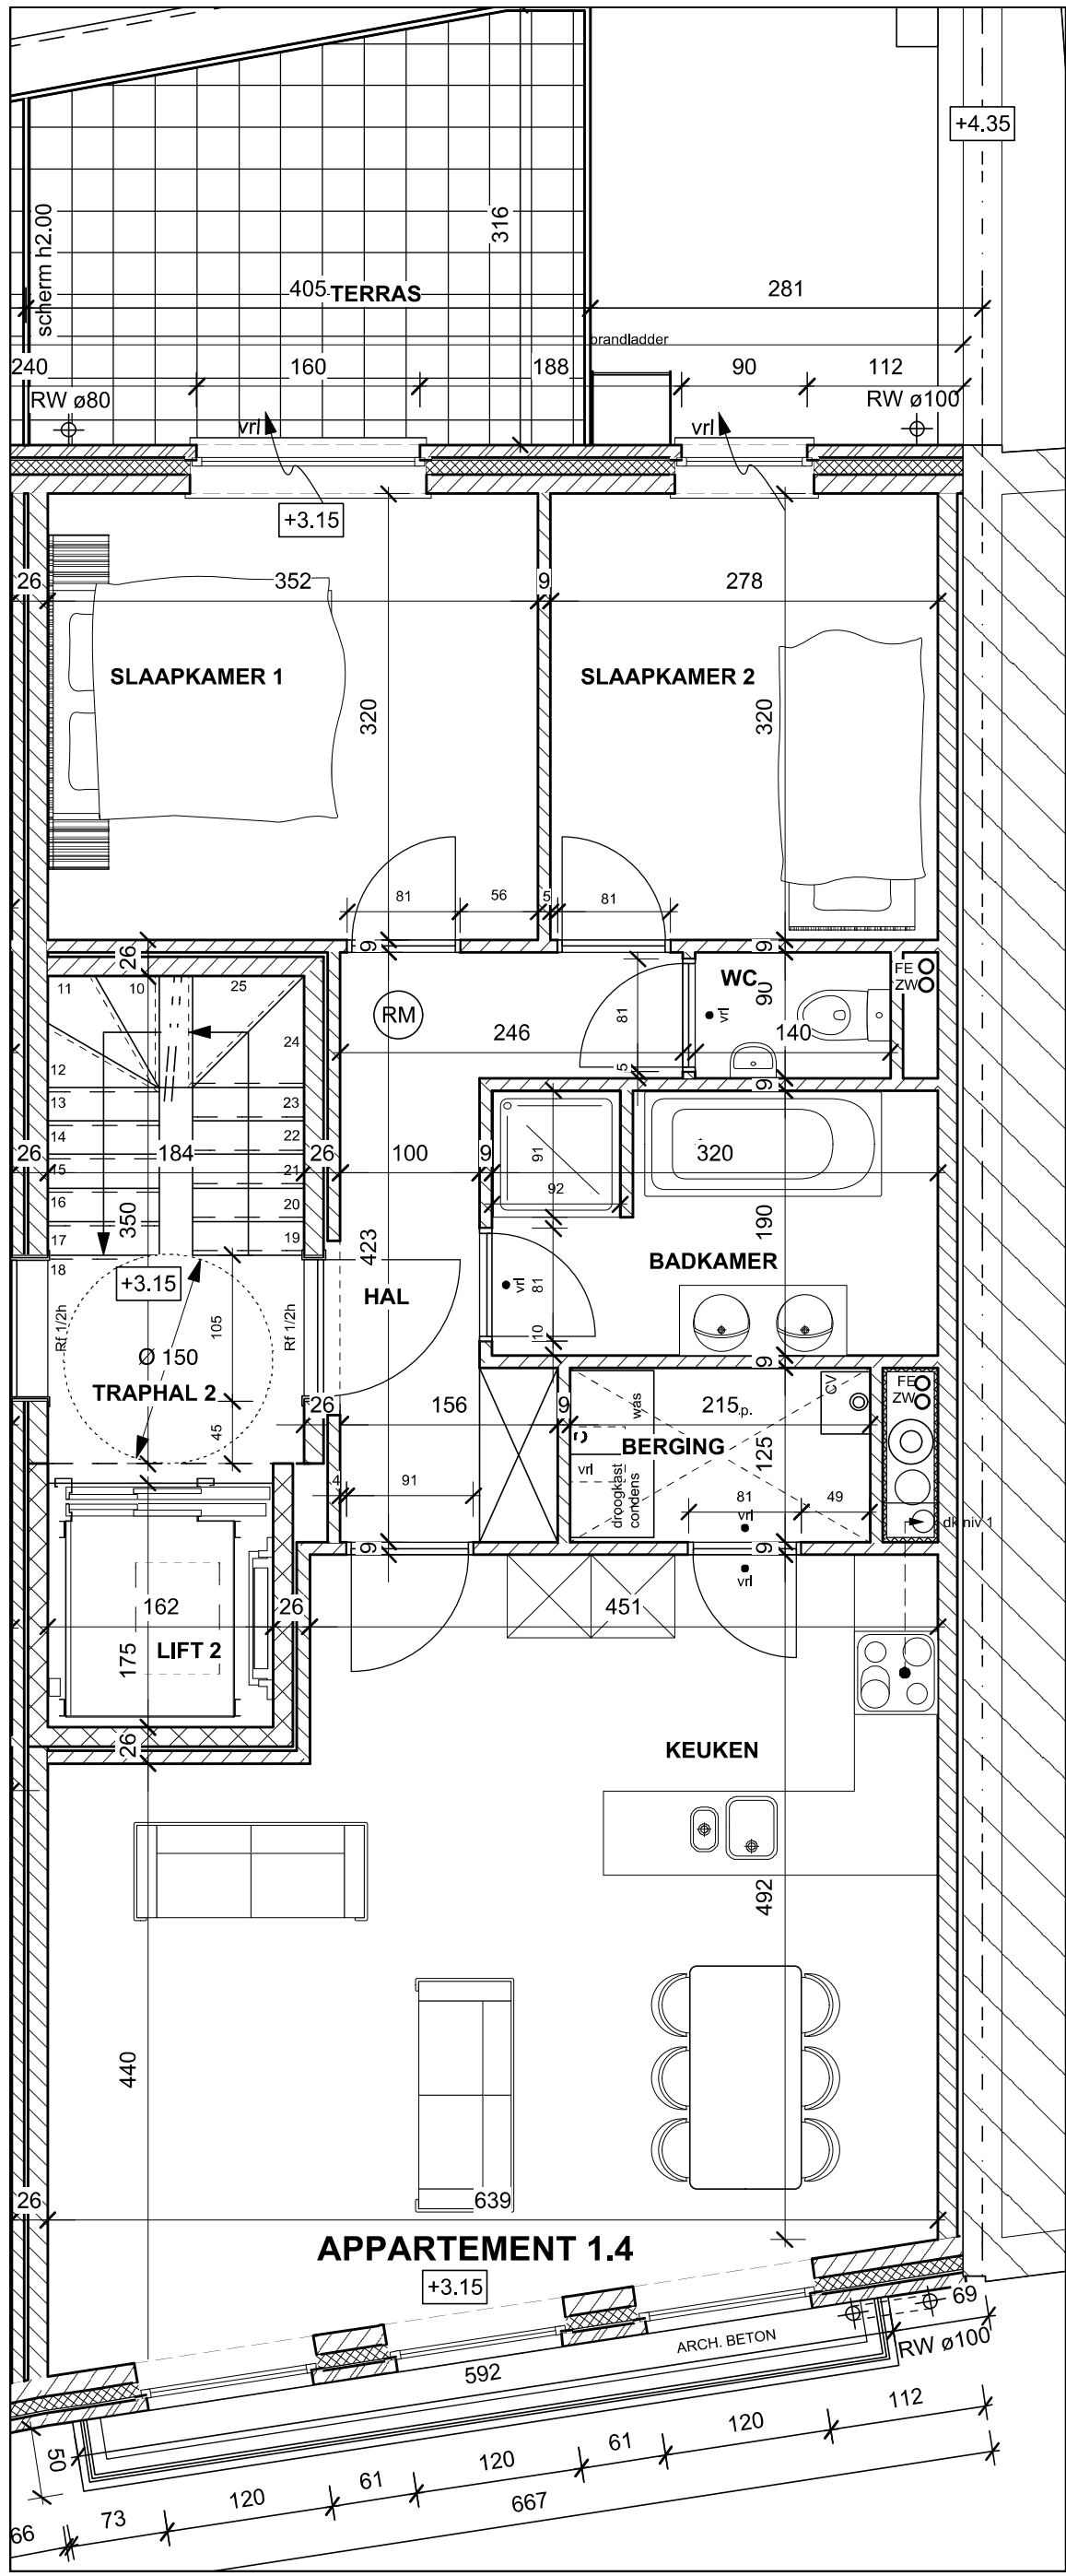 +4.35
scherm h2.00
316
405 TERRAS
281
brandladder
240
160
188
90
112
RW ø80
vrl
vrl
RW ø100
+3.15
26
352
9
278
SLAAPKAMER 1
SLAAPKAMER 2
320
320
81
56
5
81
26
9
9
11
10
25
RM
WC
90
FE
ZW
vrl
81
246
140
24
12
5
9
13
23
14
22
26
184
26
100
9
91
320
15
21
92
16
20
350
423
190
17
19
18
+3.15
BADKAMER
HAL
vrl
81
Rf 1/2h
105
Rf 1/2h
10
Ø 150
9
TRAPHAL 2
26
156
9
was
215 p.
CV
FE
ZW
45
BERGING
125
vrl
droogkast
condens
4
91
81
49
vrl
dk niv 1
9
9
vrl
162
26
451
175
LIFT 2
26
KEUKEN
492
440
26
639
APPARTEMENT 1.4
+3.15
69
ARCH. BETON
RW ø100
592
50
112
120
61
120
61
120
73
66
667